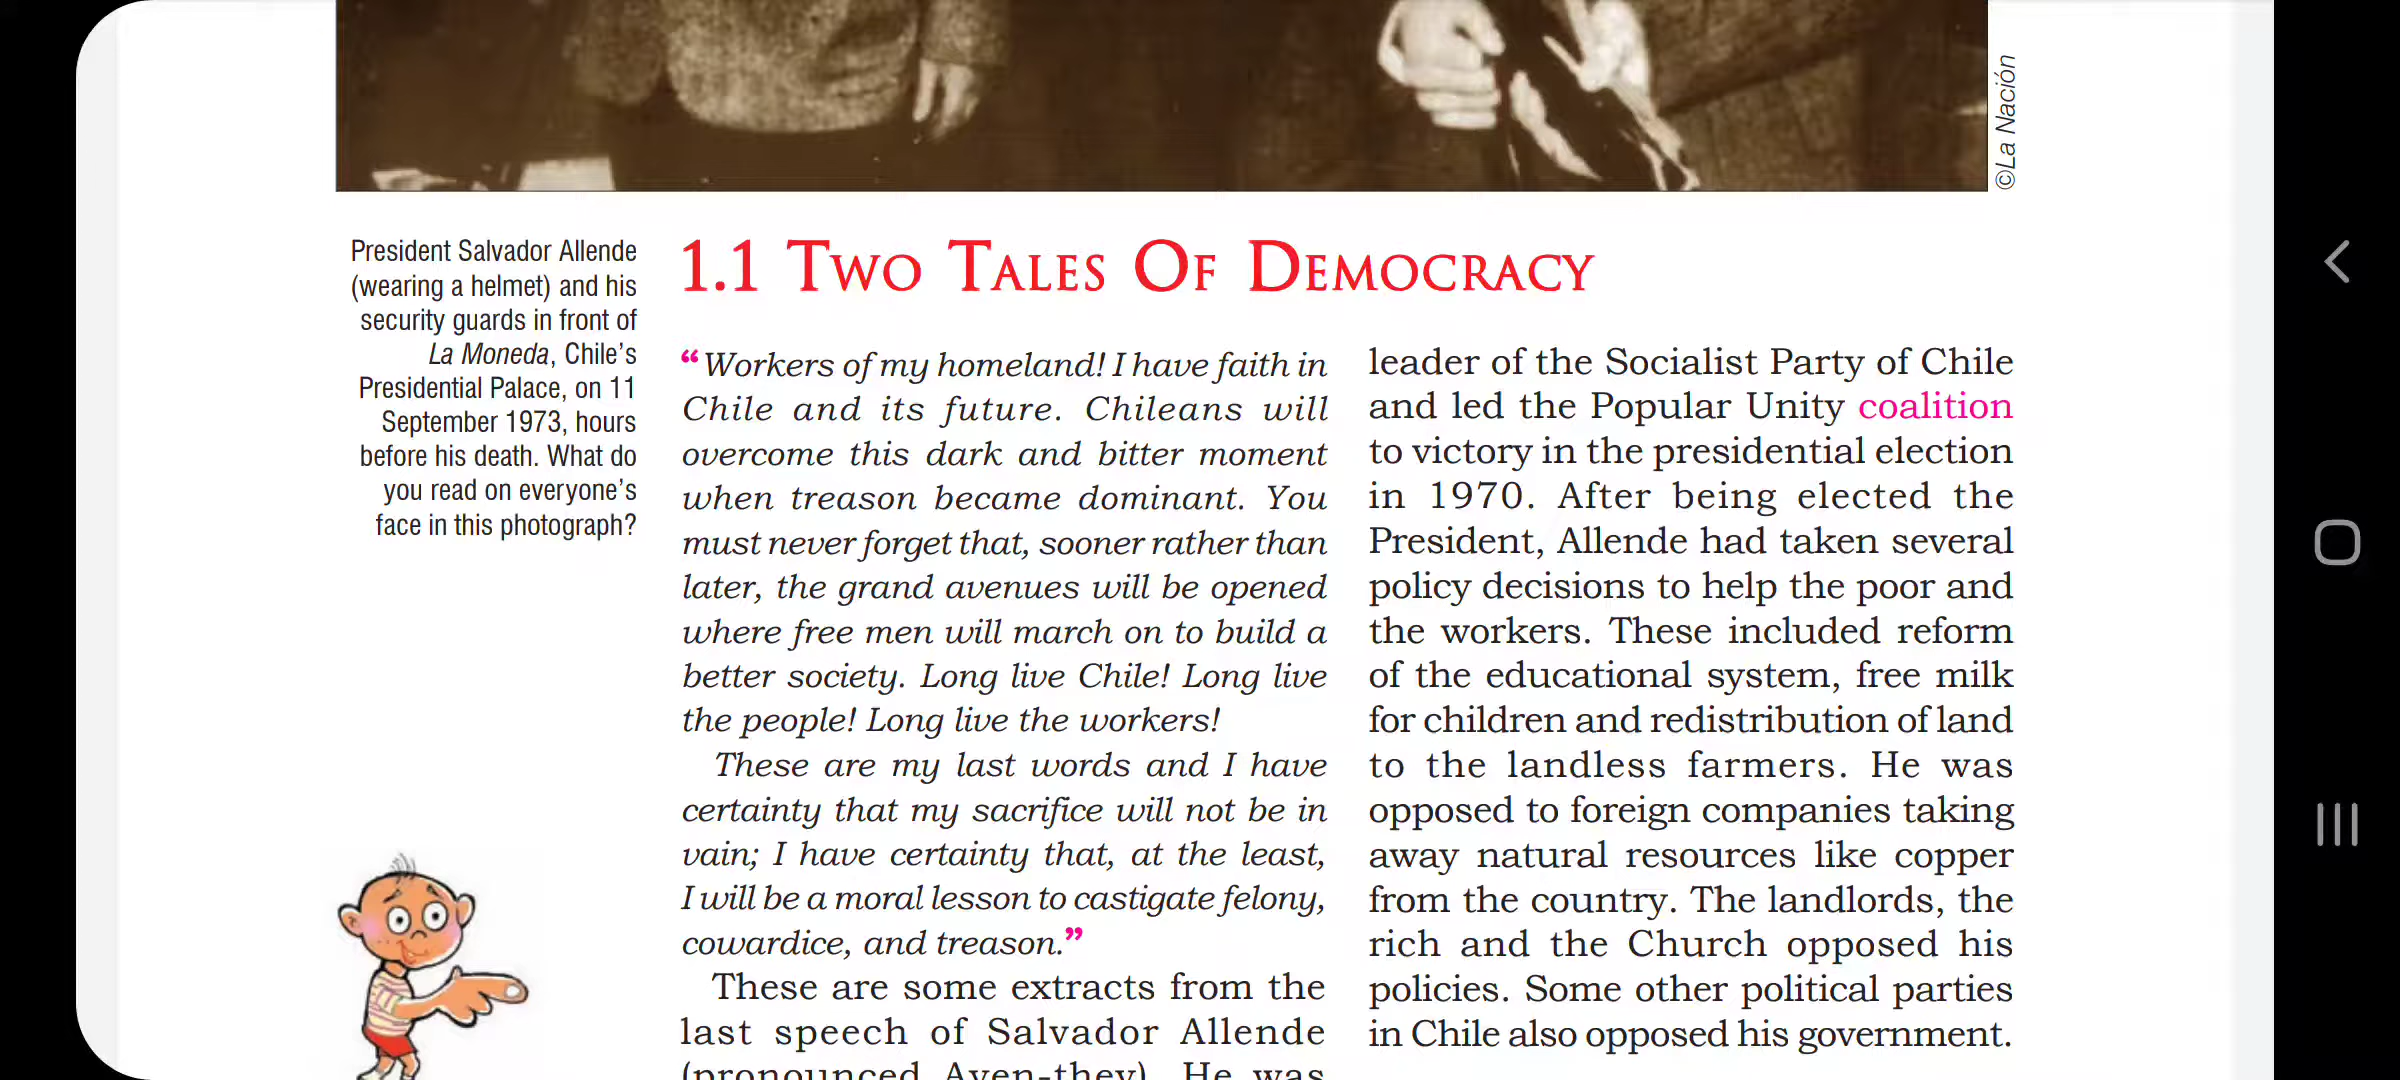 ©La Nación
President Salvador Allende
(wearing a helmet) and his
security guards in front of
La Moneda, Chile's
Presidential Palace, on 11
September 1973, hours
before his death. What do
you read on everyone's
face in this photograph?
1.1 TWO TALES OF DEMOCRACY
“Workers of my homeland! I have faith in
Chile and its future. Chileans will
overcome this dark and bitter moment
when treason became dominant. You
must never forget that, sooner rather than
later, the grand avenues will be opened
where free men will march on to build a
better society. Long live Chile! Long live
the people! Long live the workers!
These are my last words and I have
certainty that my sacrifice will not be in
vain; I have certainty that, at the least,
I will be a moral lesson to castigate felony,
cowardice, and treason.”
These are some extracts from the
last speech of Salvador Allende
(pronounced Ayen-they). He was
leader of the Socialist Party of Chile
and led the Popular Unity coalition
to victory in the presidential election
in 1970. After being elected the
President, Allende had taken several
policy decisions to help the poor and
the workers. These included reform
of the educational system, free milk
for children and redistribution of land
to the landless farmers. He was
opposed to foreign companies taking
away natural resources like copper
from the country. The landlords, the
rich and the Church opposed his
policies. Some other political parties
in Chile also opposed his government.